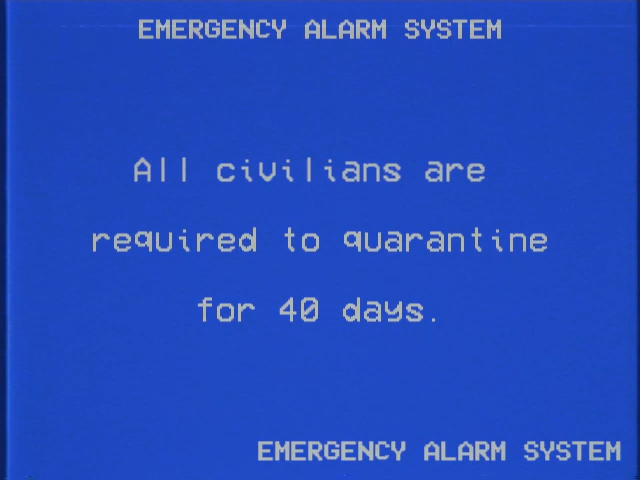 EMERGENCY ALARM SYSTEM
All civilians are
required to quarantine
for 40 days.
EMERGENCY ALARM SYSTEM